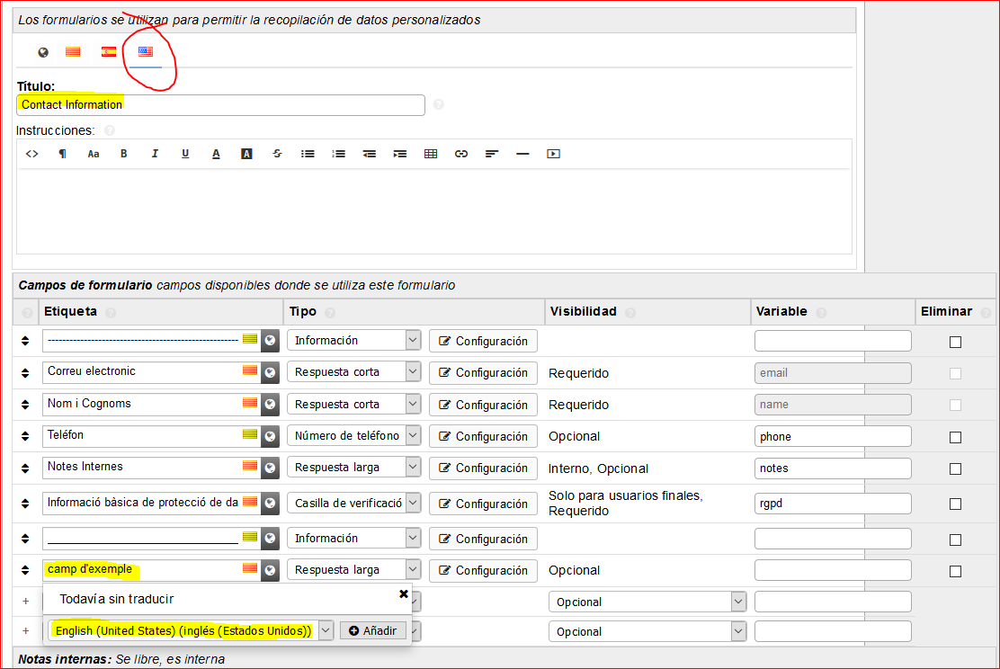 Los formularios se utilizan para permitir la recopilación de datos personalizados
Título:
Contact Information
Instrucciones:
Aa B I U A A S
Campos de formulario campos disponibles donde se utiliza este formulario
Etiqueta Tipo Visibilidad Variable Eliminar
----------------------------------------------------- Información Configuración
Correu electronic Respuesta corta Configuración Requerido email
Nom i Cognoms Respuesta corta Configuración Requerido name
Teléfon Número de teléfono Configuración Opcional phone
Notes Internes Respuesta larga Configuración Interno, Opcional notes
Informació bàsica de protecció de da Casilla de verificació Configuración Solo para usuarios finales, Requerido rgpd
______________________________ Información Configuración
camp d'exemple Respuesta larga Configuración Opcional
Todavía sin traducir Opcional
English (United States) (inglés (Estados Unidos)) Añadir Opcional
Notas internas: Se libre, es interna